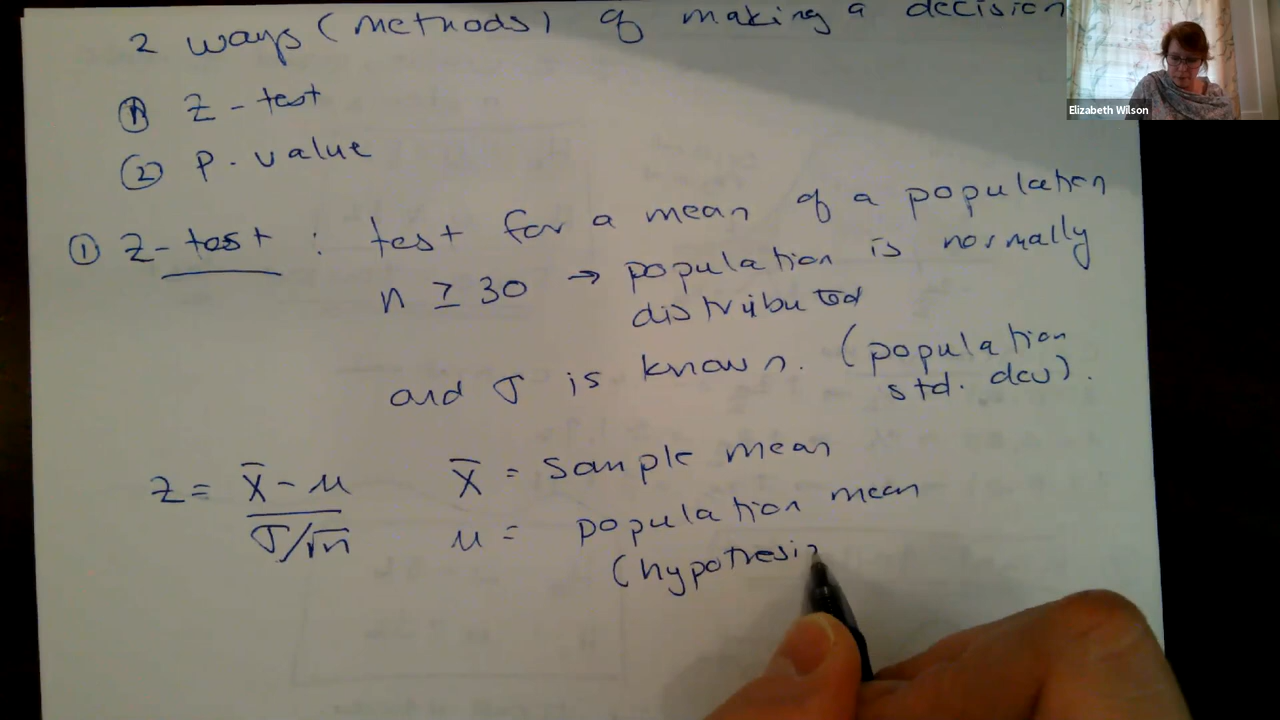 2 ways (methods) of making a decision
Elizabeth Wilson
① z-test
② P-value
① z-test : test for a mean of a population
n ≥ 30 → population is normally
distributed
and σ is known. (population
std. dev).
z = x̄ - μ
σ/√n
x̄ = sample mean
μ = population mean
(hypothesi